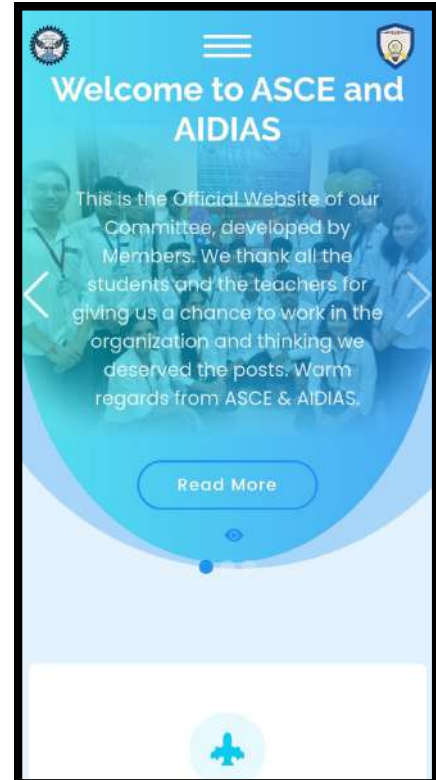 Welcome to ASCE and
AIDIAS
This is the Official Website of our
Committee, developed by
Members. We thank all the
students and the teachers for
giving us a chance to work in the
organization and thinking we
deserved the posts. Warm
regards from ASCE & AIDIAS.
Read More